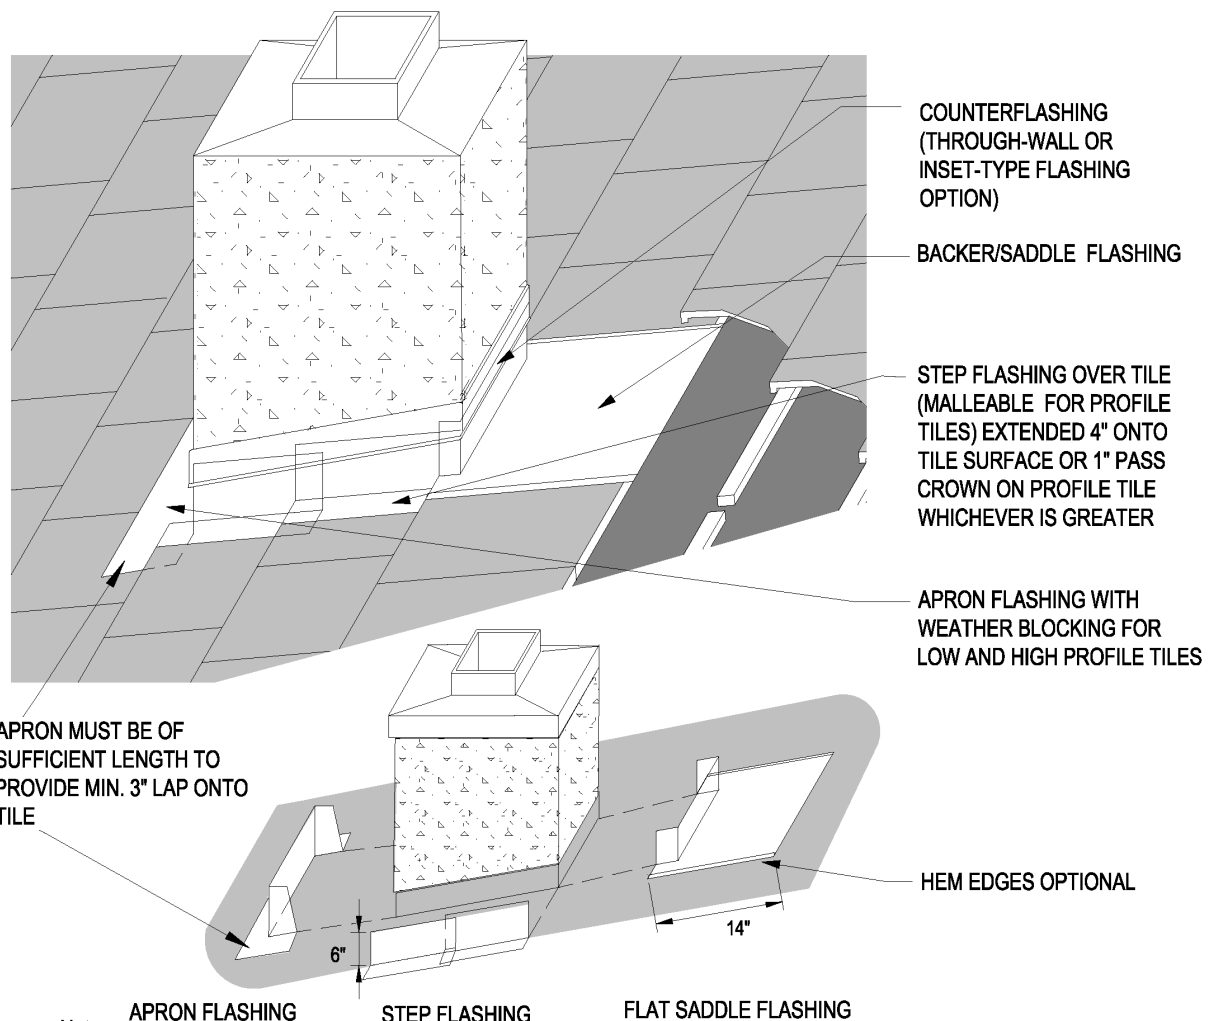 COUNTERFLASHING
(THROUGH-WALL OR
INSET-TYPE FLASHING
OPTION)
BACKER/SADDLE FLASHING
STEP FLASHING OVER TILE
(MALLEABLE FOR PROFILE
TILES) EXTENDED 4" ONTO
TILE SURFACE OR 1" PASS
CROWN ON PROFILE TILE
WHICHEVER IS GREATER
APRON FLASHING WITH
WEATHER BLOCKING FOR
LOW AND HIGH PROFILE TILES
APRON MUST BE OF
SUFFICIENT LENGTH TO
PROVIDE MIN. 3" LAP ONTO
TILE
HEM EDGES OPTIONAL
14"
6"
APRON FLASHING
STEP FLASHING
FLAT SADDLE FLASHING